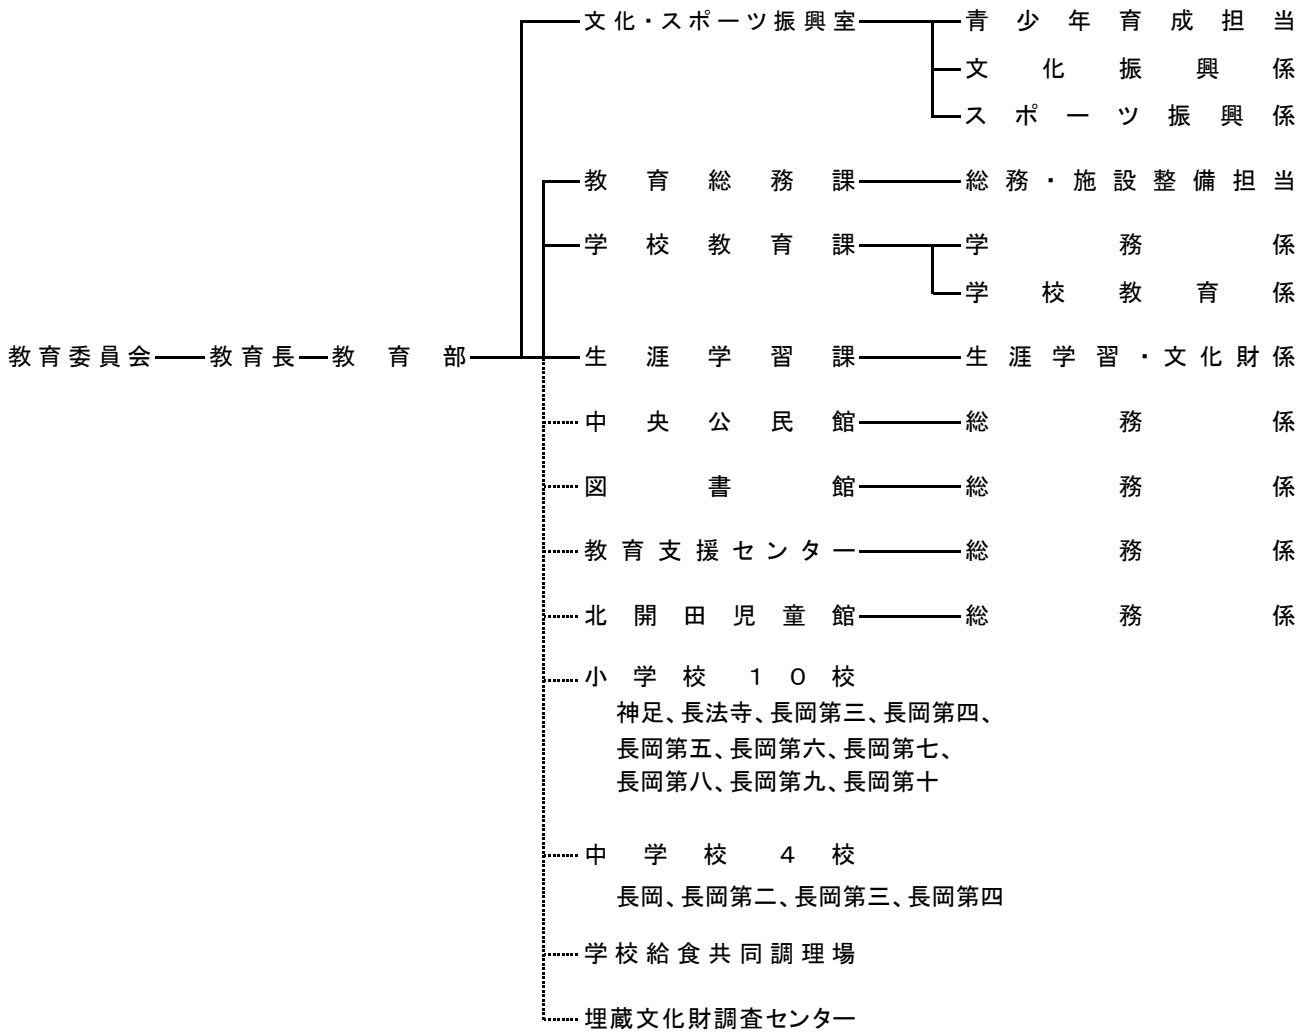 文化・スポーツ振興室 青少年育成担当
文化振興係
スポーツ振興係
教育総務課 総務・施設整備担当
学校教育課 学務係
学校教育係
教育委員会 教育長 教育部 生涯学習課 生涯学習・文化財係
中央公民館 総務係
図書館 総務係
教育支援センター 総務係
北開田児童館 総務係
小学校10校
神足、長法寺、長岡第三、長岡第四、
長岡第五、長岡第六、長岡第七、
長岡第八、長岡第九、長岡第十
中学校4校
長岡、長岡第二、長岡第三、長岡第四
学校給食共同調理場
埋蔵文化財調査センター